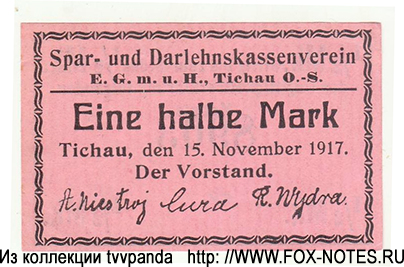 Spar- und Darlehnskassenverein
E. G. m. u. H., Tichau O.-S.
Eine halbe Mark
Tichau, den 15. November 1917.
Der Vorstand.
A. Niestroj Cura R. Wydra.
Из коллекции tvvpanda http: //WWW.FOX-NOTES.RU